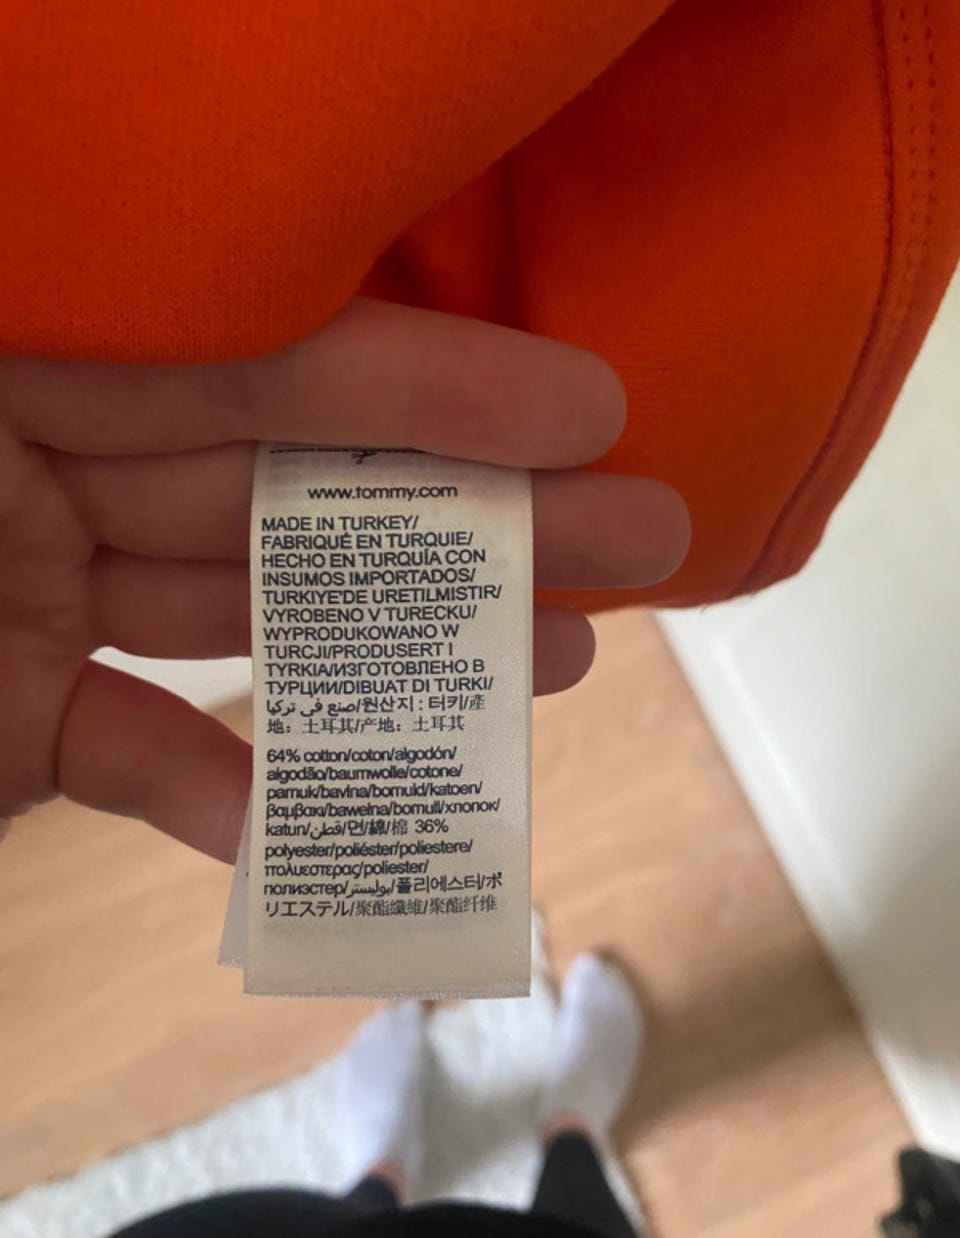 www.tommy.com
MADE IN TURKEY/
FABRIQUÉ EN TURQUIE/
HECHO EN TURQUÍA CON
INSUMOS IMPORTADOS/
TURKIYE'DE URETILMISTIR/
VYROBENO V TURECKU/
WYPRODUKOWANO W
TURCJI/PRODUSERT I
TYRKIA/ИЗГОТОВЛЕНО В
ТУРЦИИ/DIBUAT DI TURKI/
صنع في تركيا/원산지 : 터키/產
地: 土耳其/产地: 土耳其
64% cotton/coton/algodón/
algodão/baumwolle/cotone/
pamuk/bavlna/bomuld/katoen/
βαμβακι/bawełna/bomull/хлопок/
katun/قطن/면/綿/棉 36%
polyester/poliéster/poliestere/
πολυεστερας/poliester/
полиэстер/بوليستر/폴리에스터/ポ
リエステル/聚酯纖維/聚酯纤维